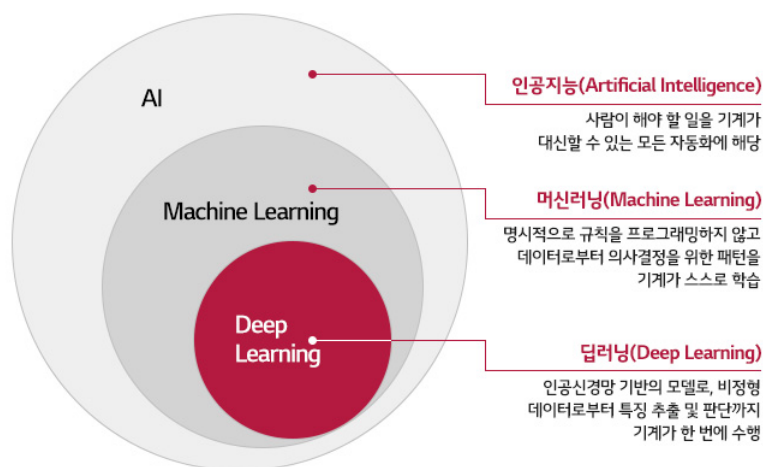 AI
인공지능(Artificial Intelligence)
사람이 해야 할 일을 기계가
대신할 수 있는 모든 자동화에 해당
Machine Learning
머신러닝(Machine Learning)
명시적으로 규칙을 프로그래밍하지 않고
데이터로부터 의사결정을 위한 패턴을
기계가 스스로 학습
Deep
Learning
딥러닝(Deep Learning)
인공신경망 기반의 모델로, 비정형
데이터로부터 특징 추출 및 판단까지
기계가 한 번에 수행